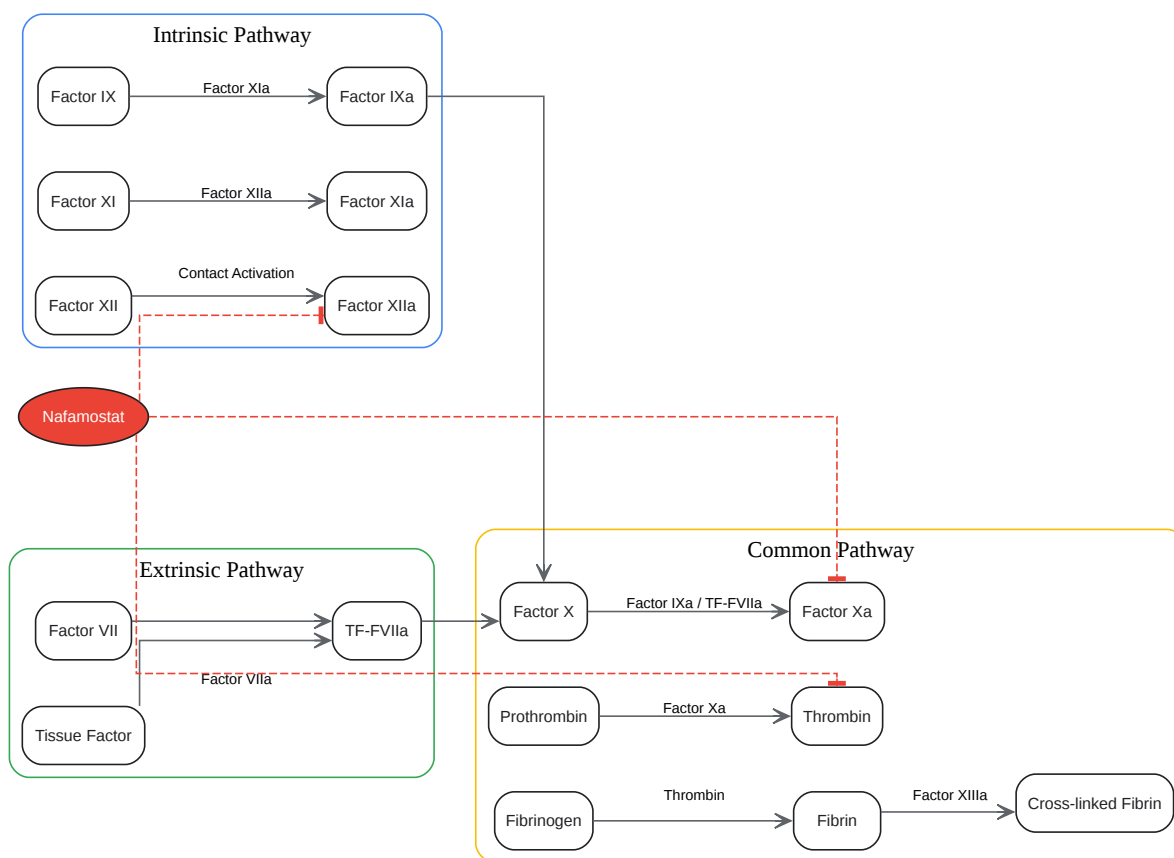 Intrinsic Pathway
Factor IX
Factor XIa
Factor IXa
Factor XI
Factor XIIa
Factor XIa
Contact Activation
Factor XII
Factor XIIa
Nafamostat
Extrinsic Pathway
Factor VII
TF-FVIIa
Factor VIIa
Tissue Factor
Common Pathway
Factor X
Factor IXa / TF-FVIIa
Factor Xa
Prothrombin
Factor Xa
Thrombin
Fibrinogen
Thrombin
Fibrin
Factor XIIIa
Cross-linked Fibrin